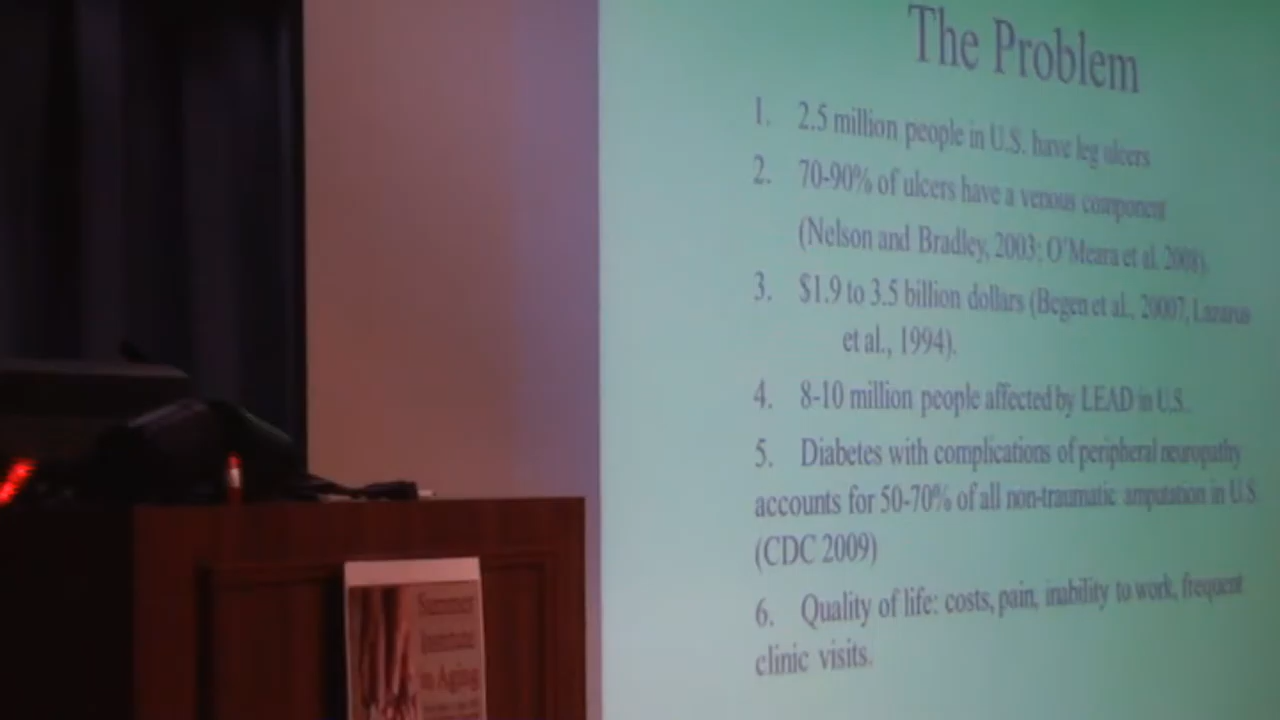 The Problem
1. 2.5 million people in U.S. have leg ulcers
2. 70-90% of ulcers have a venous component
(Nelson and Bradley, 2003; O'Meara et al. 2008).
3. $1.9 to 3.5 billion dollars (Begen et al., 20007, Lazarus
et al., 1994).
4. 8-10 million people affected by LEAD in U.S.
5. Diabetes with complications of peripheral neuropathy
accounts for 50-70% of all non-traumatic amputation in U.S
(CDC 2009)
6. Quality of life: costs, pain, inability to work, frequent
clinic visits.
Summer
Institute
in Aging